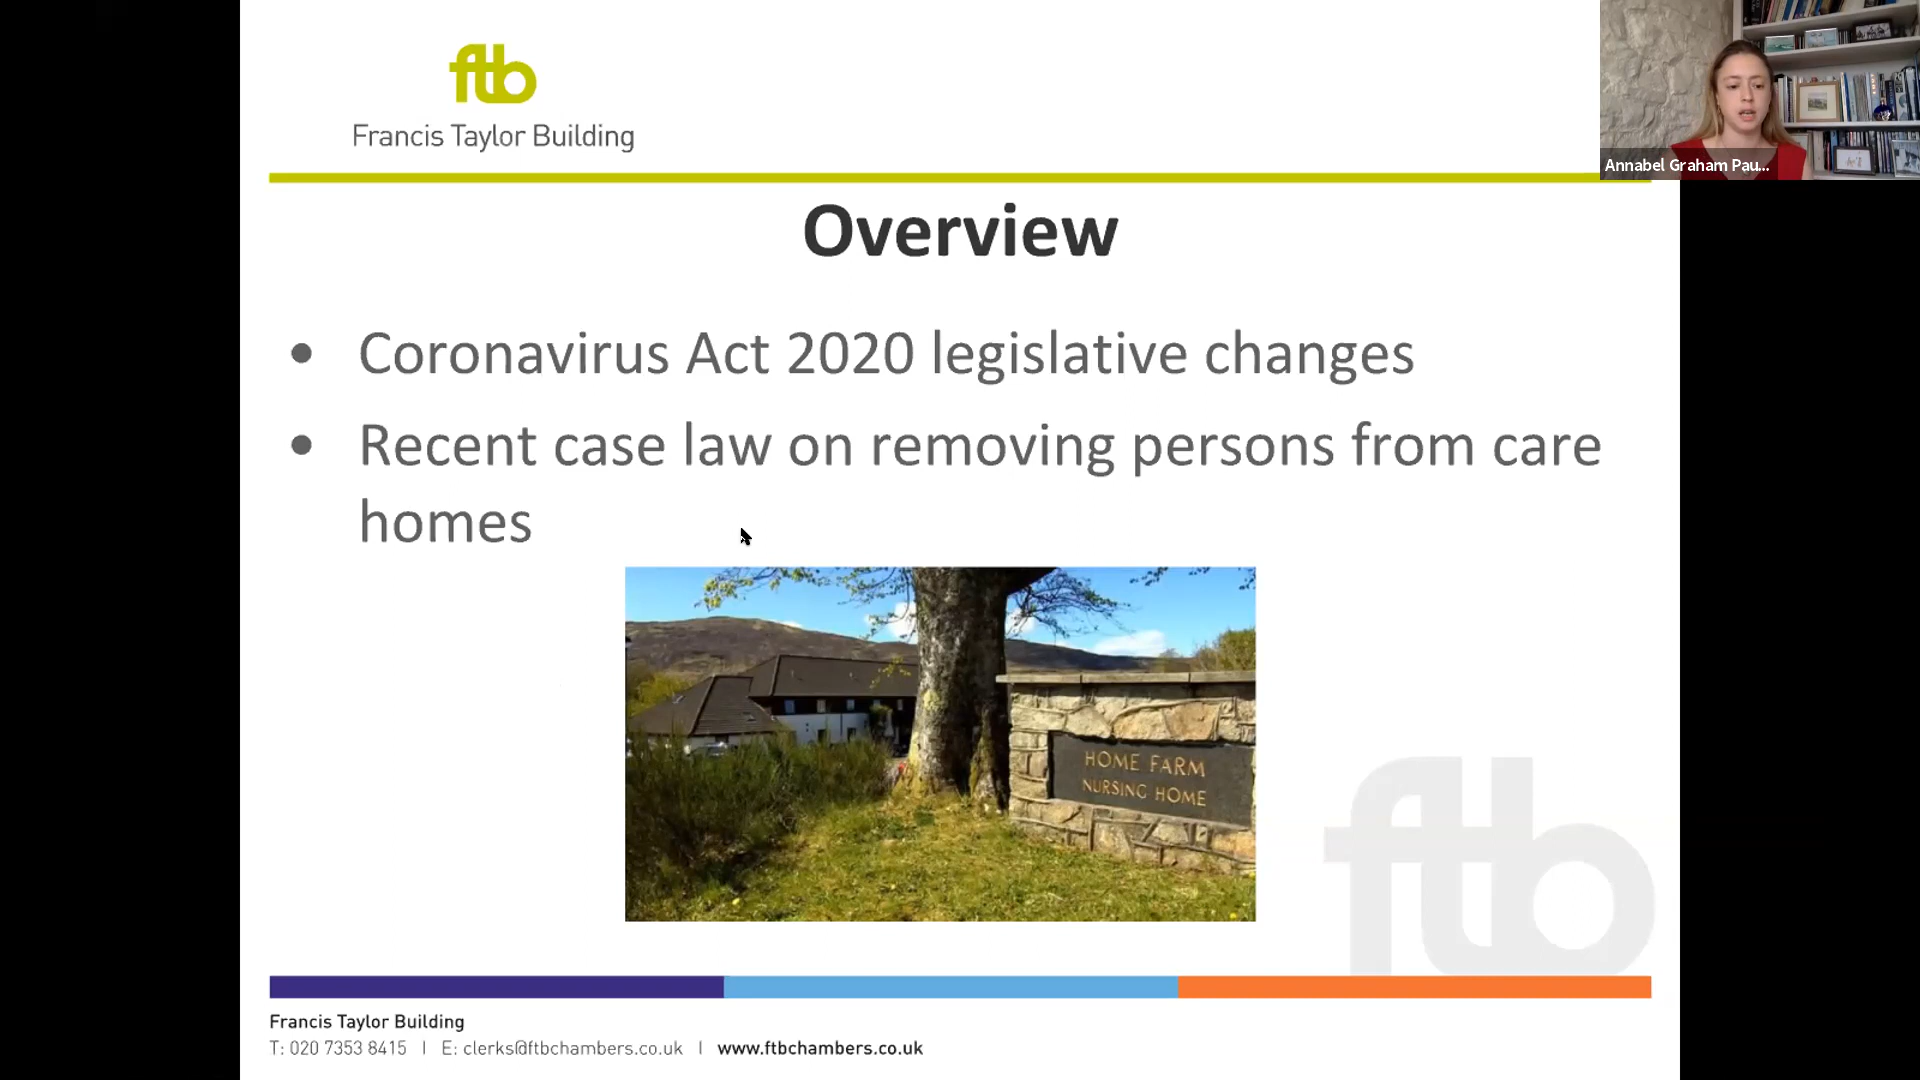 ftb
Francis Taylor Building
Annabel Graham Pau...
Overview
• Coronavirus Act 2020 legislative changes
• Recent case law on removing persons from care
homes
HOME FARM
NURSING HOME
ftb
Francis Taylor Building
T: 020 7353 8415 | E: clerks@ftbchambers.co.uk | www.ftbchambers.co.uk